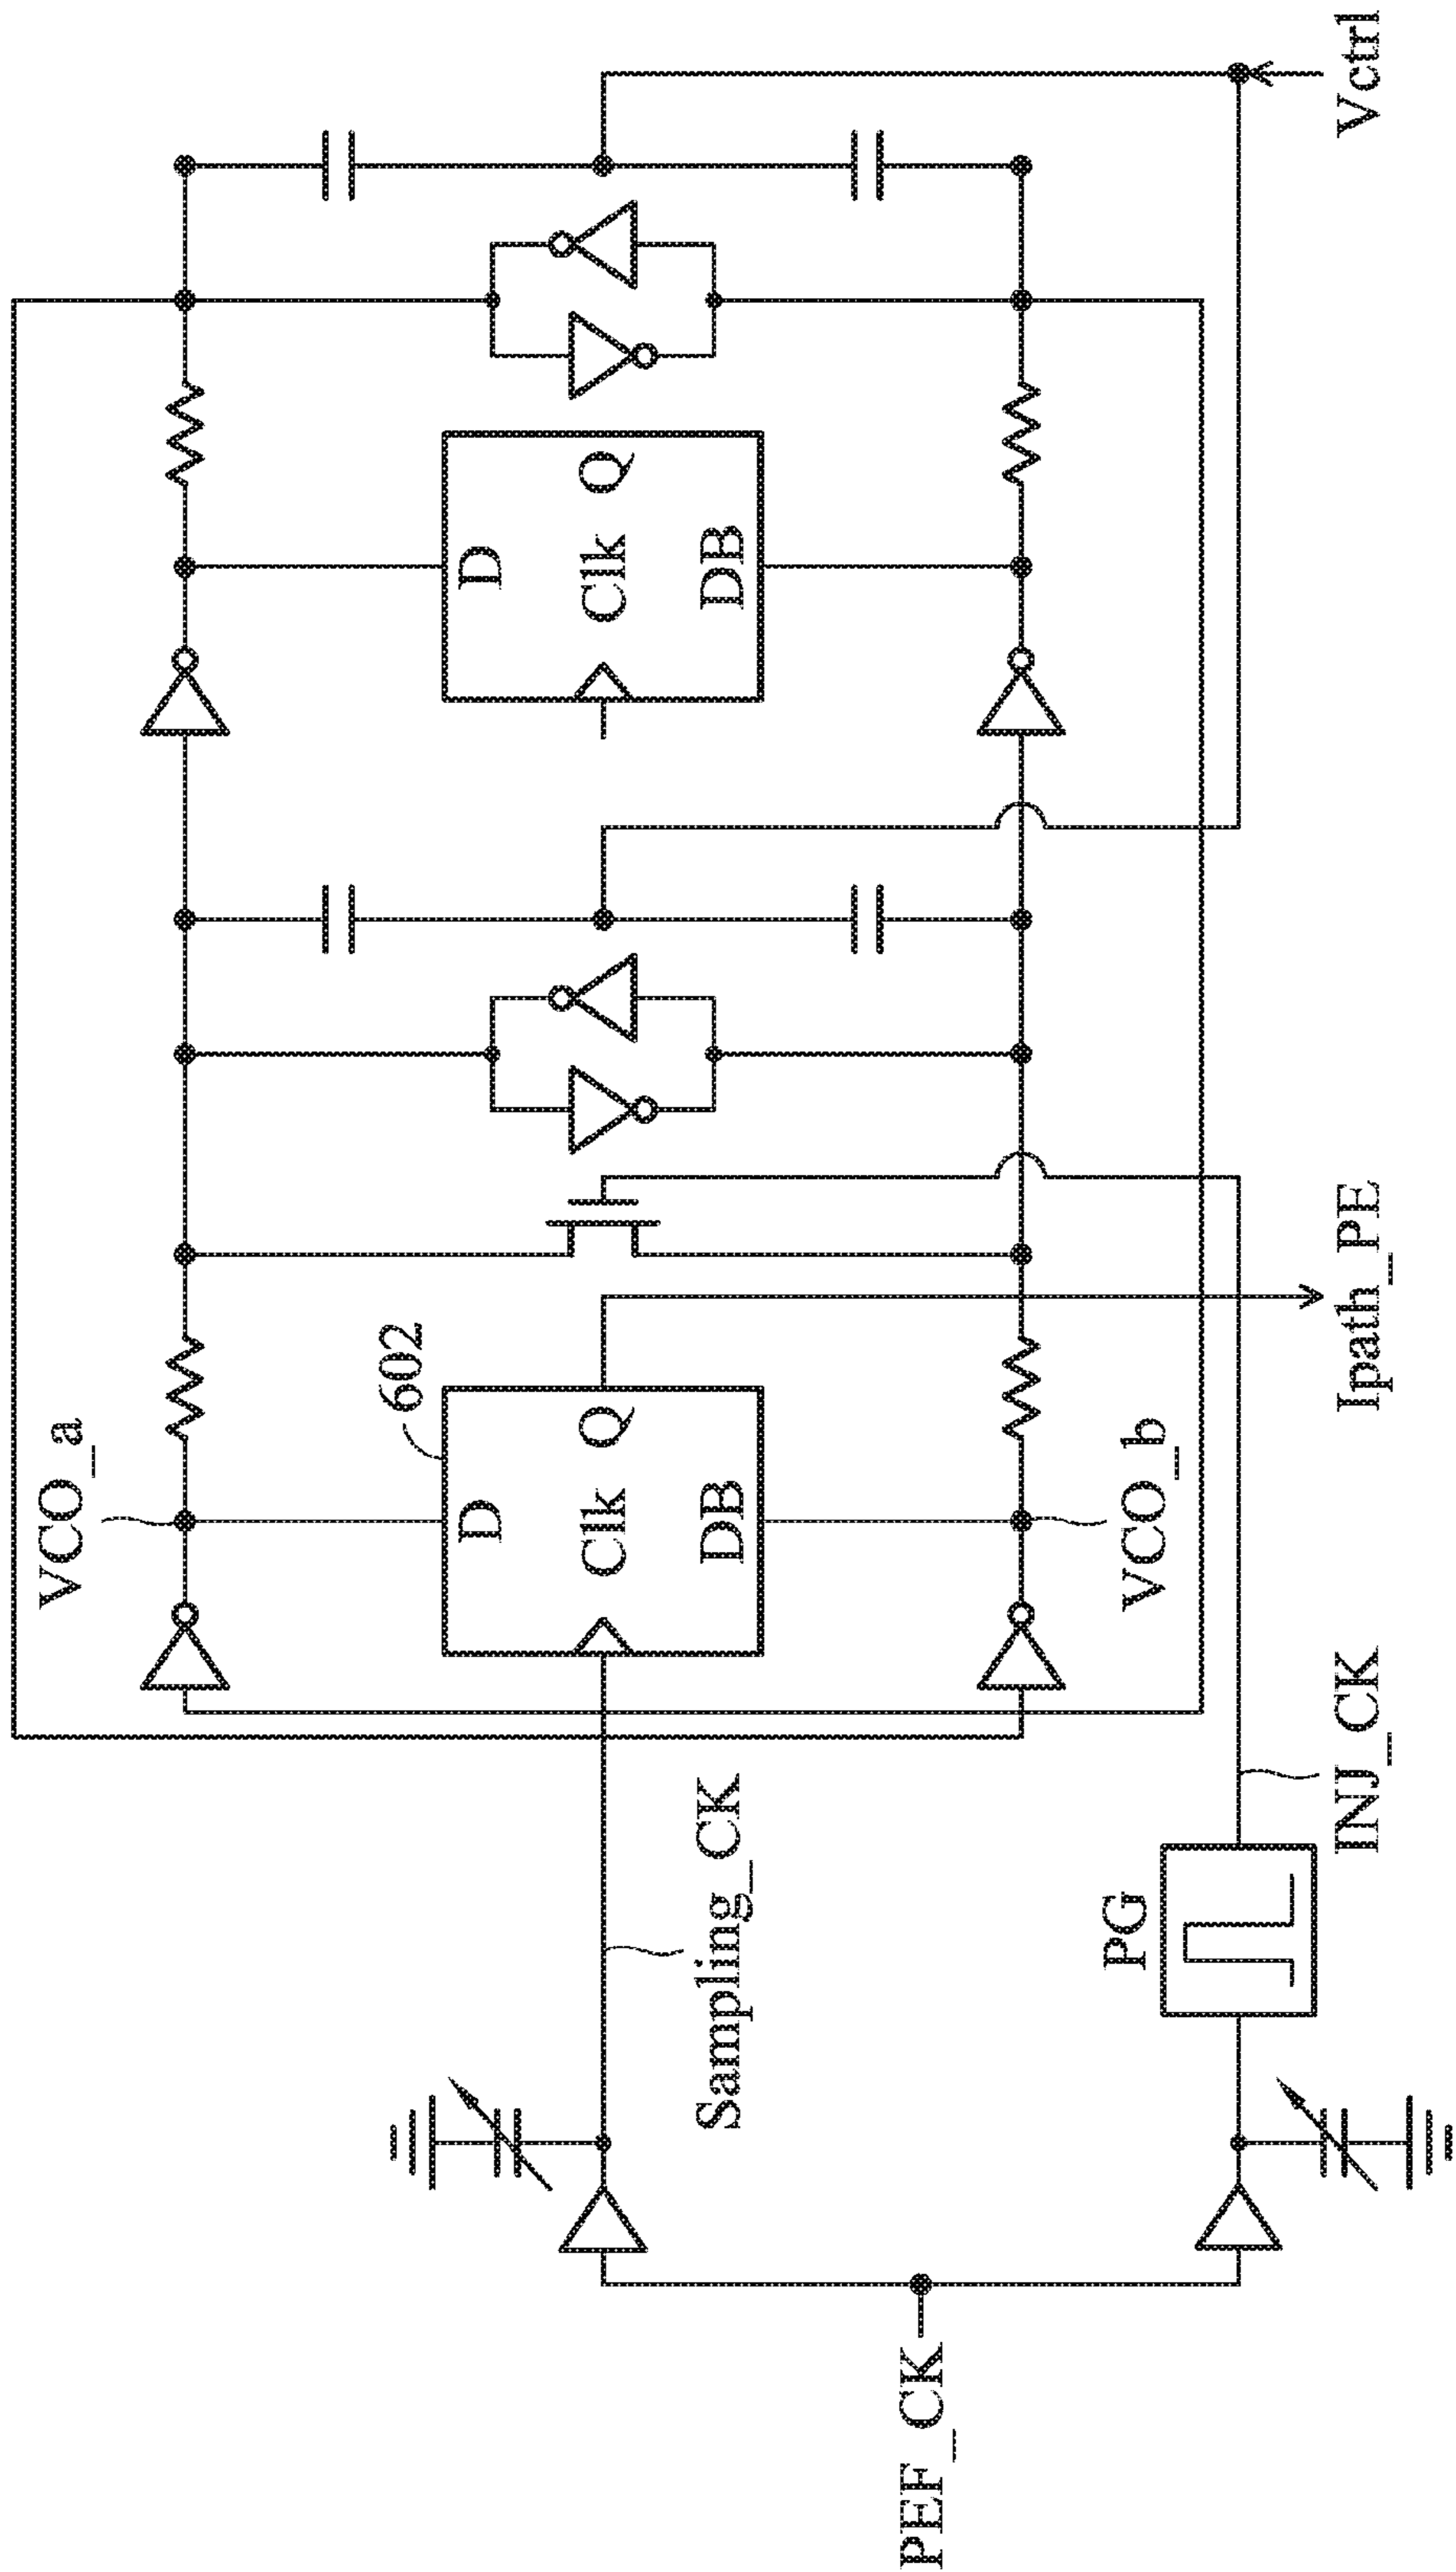 VCO_a
602
D
Clk Q
DB
D
Clk Q
DB
VCO_b
Sampling_CK
PEF_CK
PG
INJ_CK
Ipath_PE
Vctrl